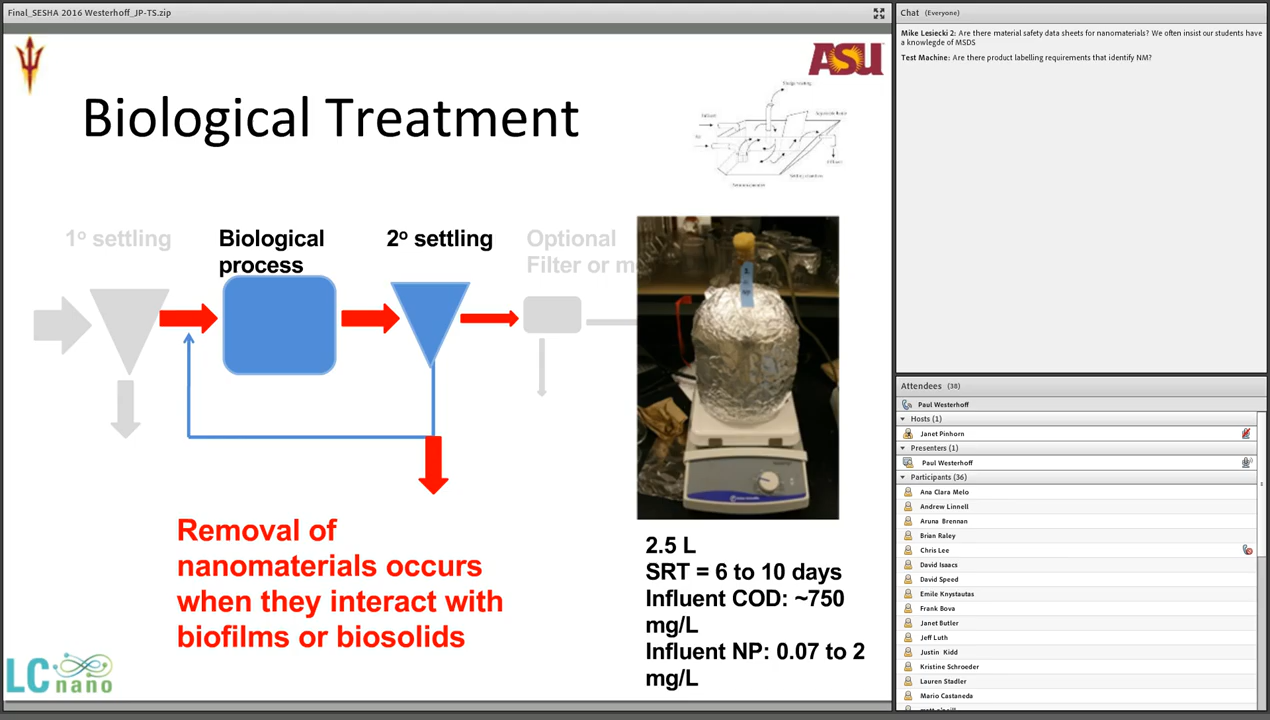 Final_SESHA 2016 Westerhoff_JP-TS.zip
ASU
Biological Treatment
1º settling
Biological
process
2º settling
Optional
Filter or m
2.5 L
SRT = 6 to 10 days
Influent COD: ~750
mg/L
Influent NP: 0.07 to 2
mg/L
Removal of
nanomaterials occurs
when they interact with
biofilms or biosolids
LC
nano
Chat (Everyone)
Mike Lesiecki 2: Are there material safety data sheets for nanomaterials? We often insist our students have
a knowlegde of MSDS
Test Machine: Are there product labelling requirements that identify NM?
Attendees (38)
Paul Westerhoff
Hosts (1)
Janet Pinhorn
Presenters (1)
Paul Westerhoff
Participants (36)
Ana Clara Melo
Andrew Linnell
Aruna Brennan
Brian Raley
Chris Lee
David Isaacs
David Speed
Emile Knystautas
Frank Bova
Janet Butler
Jeff Luth
Justin Kidd
Kristine Schroeder
Lauren Stadler
Mario Castaneda